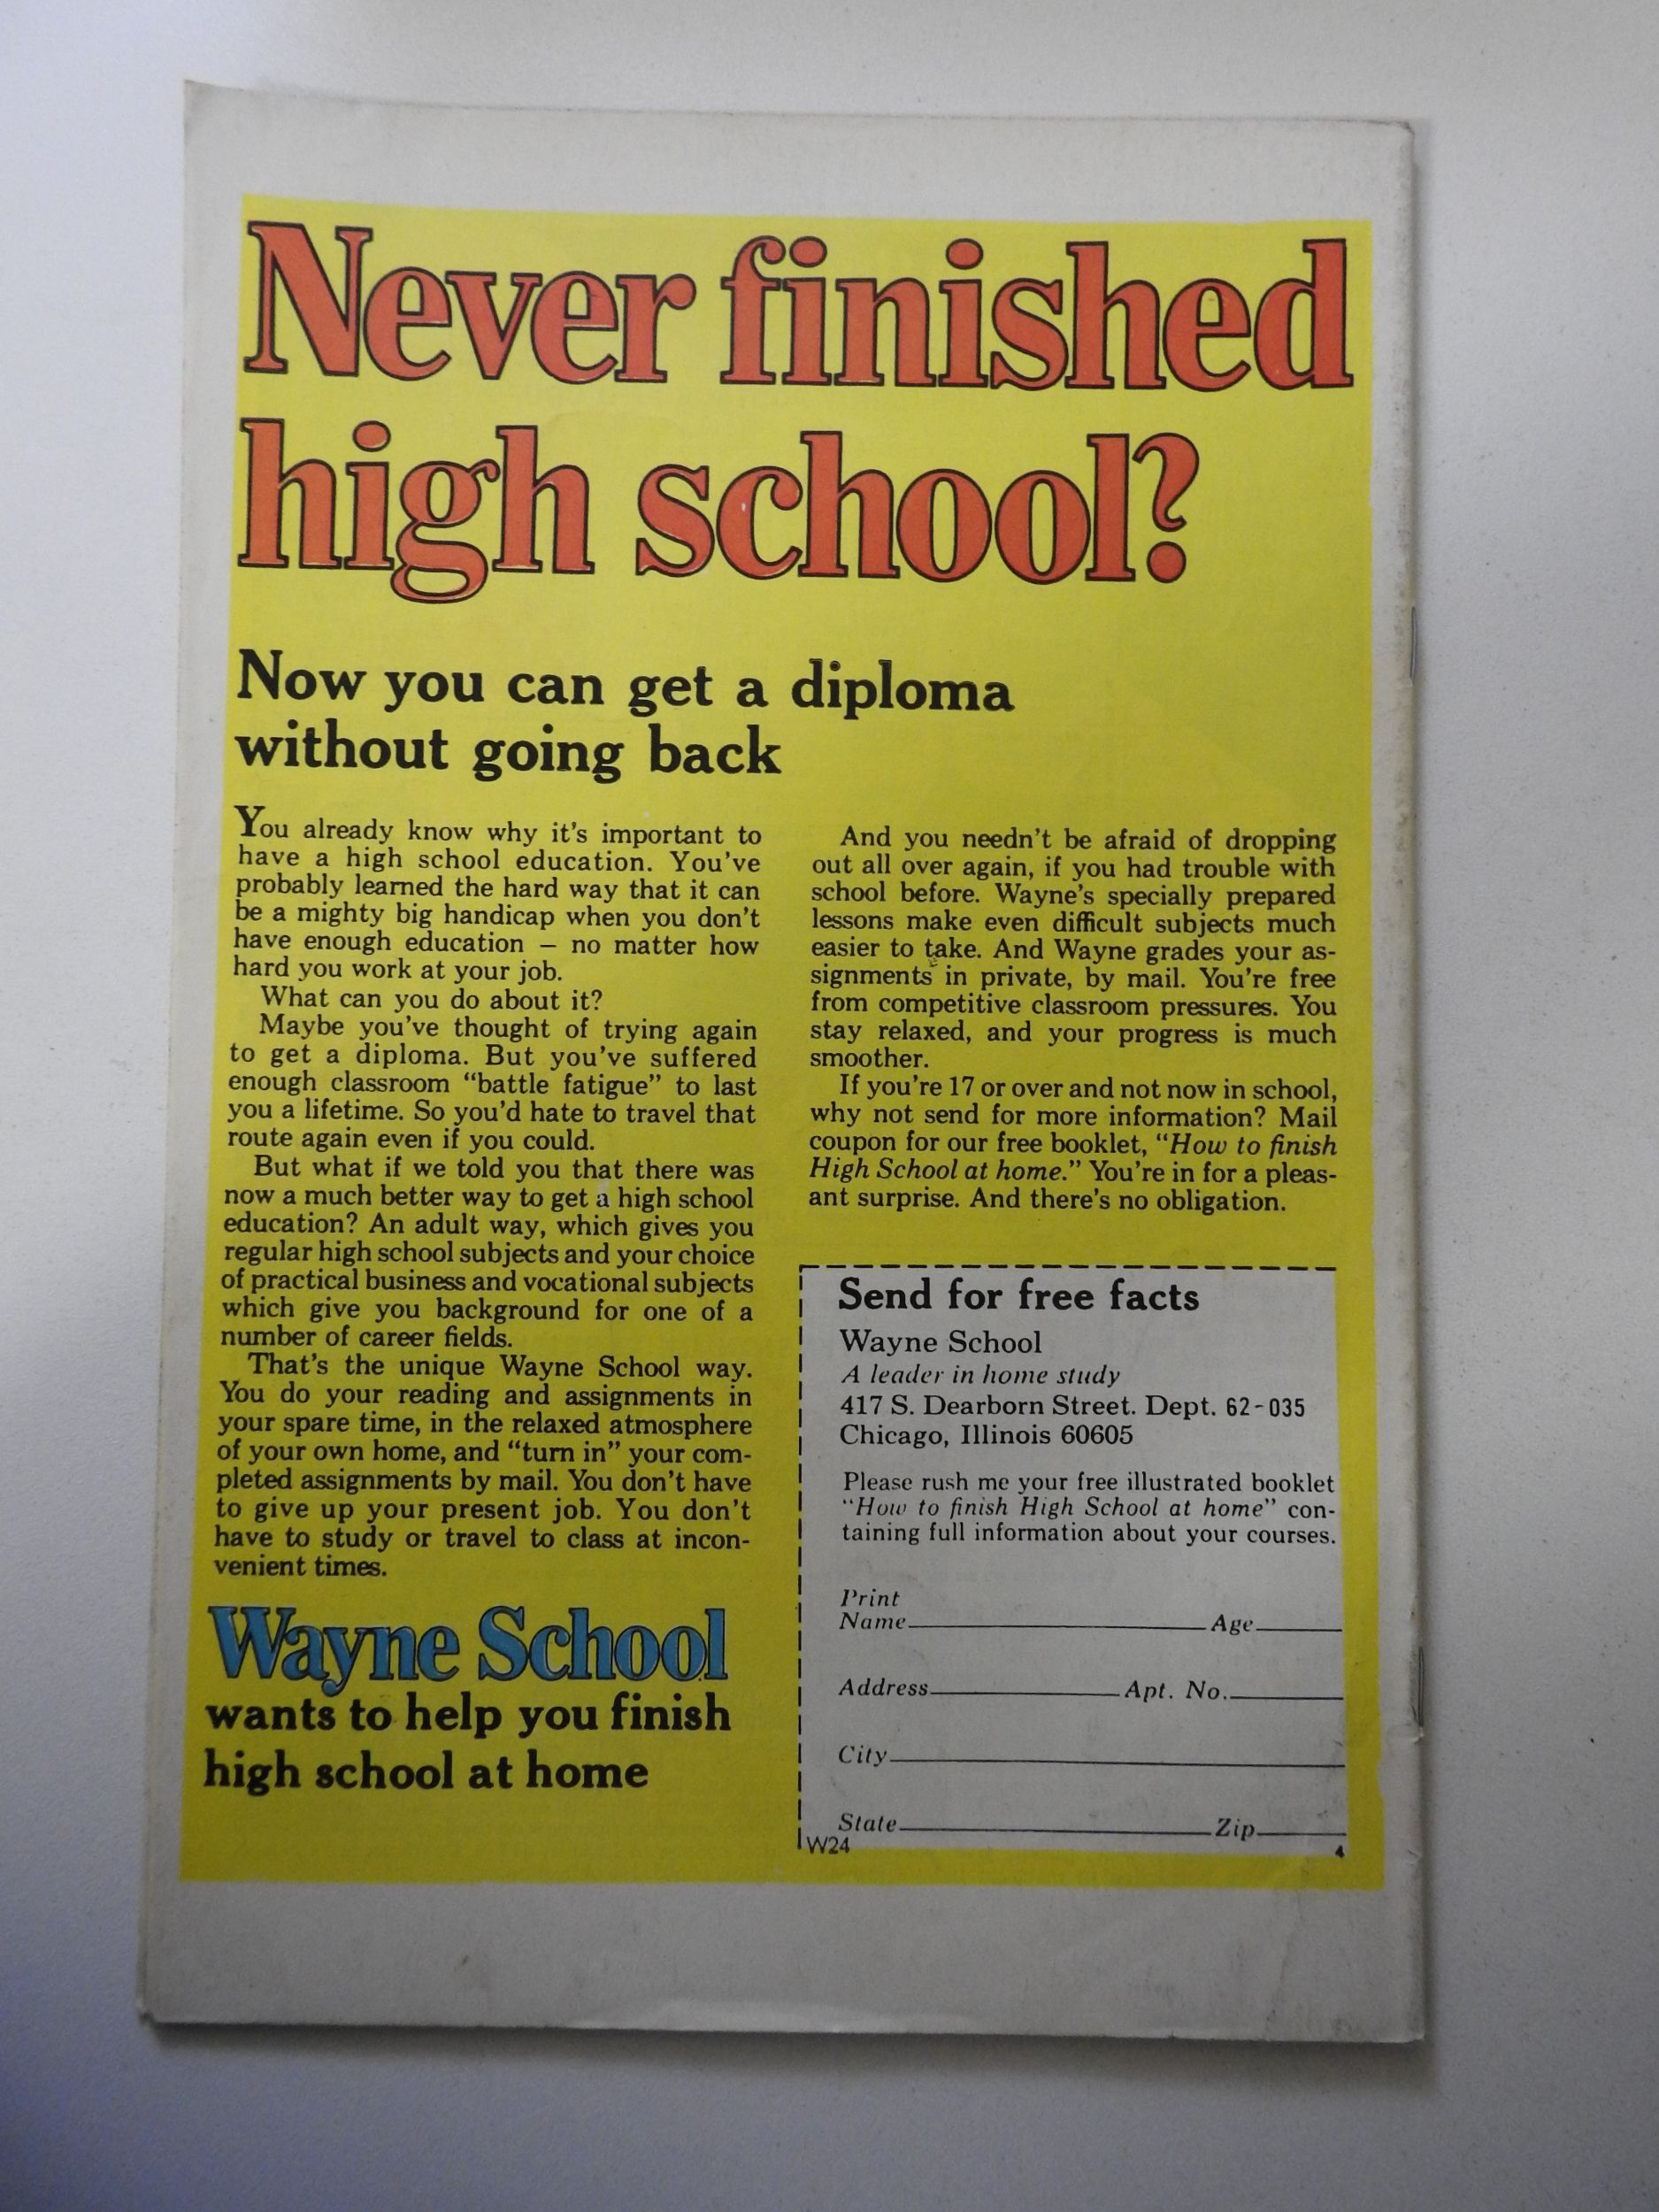 Never finished
high school?
Now you can get a diploma
without going back
You already know why it's important to
have a high school education. You've
probably learned the hard way that it can
be a mighty big handicap when you don't
have enough education – no matter how
hard you work at your job.
What can you do about it?
Maybe you've thought of trying again
to get a diploma. But you've suffered
enough classroom “battle fatigue” to last
you a lifetime. So you'd hate to travel that
route again even if you could.
But what if we told you that there was
now a much better way to get a high school
education? An adult way, which gives you
regular high school subjects and your choice
of practical business and vocational subjects
which give you background for one of a
number of career fields.
That's the unique Wayne School way.
You do your reading and assignments in
your spare time, in the relaxed atmosphere
of your own home, and “turn in” your com-
pleted assignments by mail. You don't have
to give up your present job. You don't
have to study or travel to class at incon-
venient times.
Wayne School
wants to help you finish
high school at home
And you needn't be afraid of dropping
out all over again, if you had trouble with
school before. Wayne's specially prepared
lessons make even difficult subjects much
easier to take. And Wayne grades your as-
signments in private, by mail. You're free
from competitive classroom pressures. You
stay relaxed, and your progress is much
smoother.
If you're 17 or over and not now in school,
why not send for more information? Mail
coupon for our free booklet, “How to finish
High School at home.” You're in for a pleas-
ant surprise. And there's no obligation.
Send for free facts
Wayne School
A leader in home study
417 S. Dearborn Street. Dept. 62-035
Chicago, Illinois 60605
Please rush me your free illustrated booklet
“How to finish High School at home” con-
taining full information about your courses.
Print
Name Age
Address Apt. No.
City
State Zip
W24 4